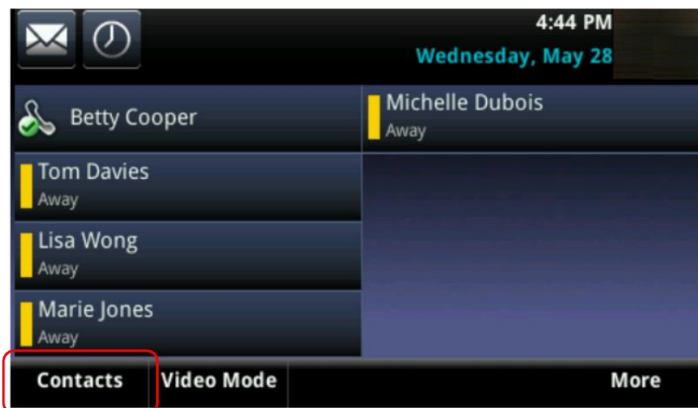 4:44 PM
Wednesday, May 28
Betty Cooper
Michelle Dubois
Away
Tom Davies
Away
Lisa Wong
Away
Marie Jones
Away
Contacts Video Mode More